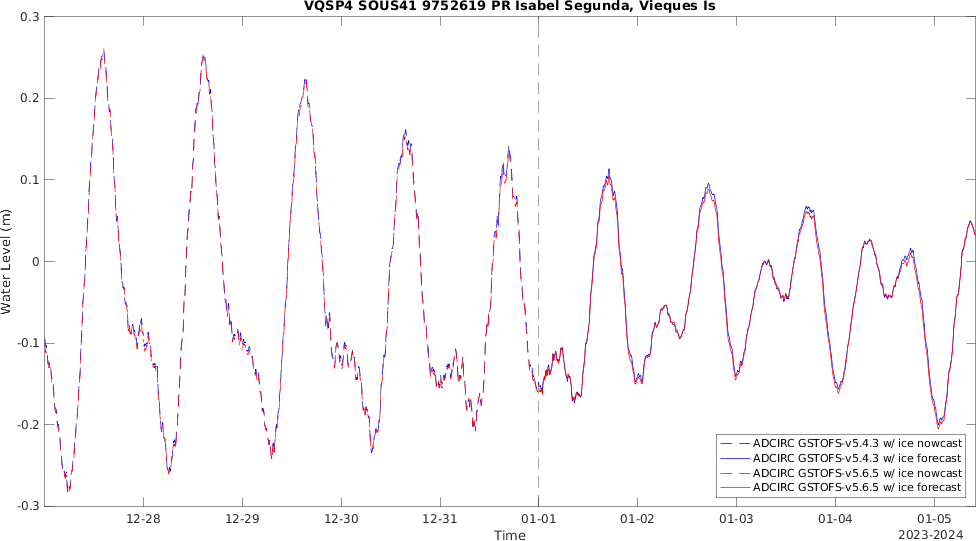 VQSP4 SOUS41 9752619 PR Isabel Segunda, Vieques Is
0.3
0.2
0.1
0
-0.1
-0.2
-0.3
Water Level (m)
ADCIRC GSTOFS-v5.4.3 w/ ice nowcast
ADCIRC GSTOFS-v5.4.3 w/ ice forecast
ADCIRC GSTOFS-v5.6.5 w/ ice nowcast
ADCIRC GSTOFS-v5.6.5 w/ ice forecast
12-28 12-29 12-30 12-31 01-01 01-02 01-03 01-04 01-05
Time
2023-2024